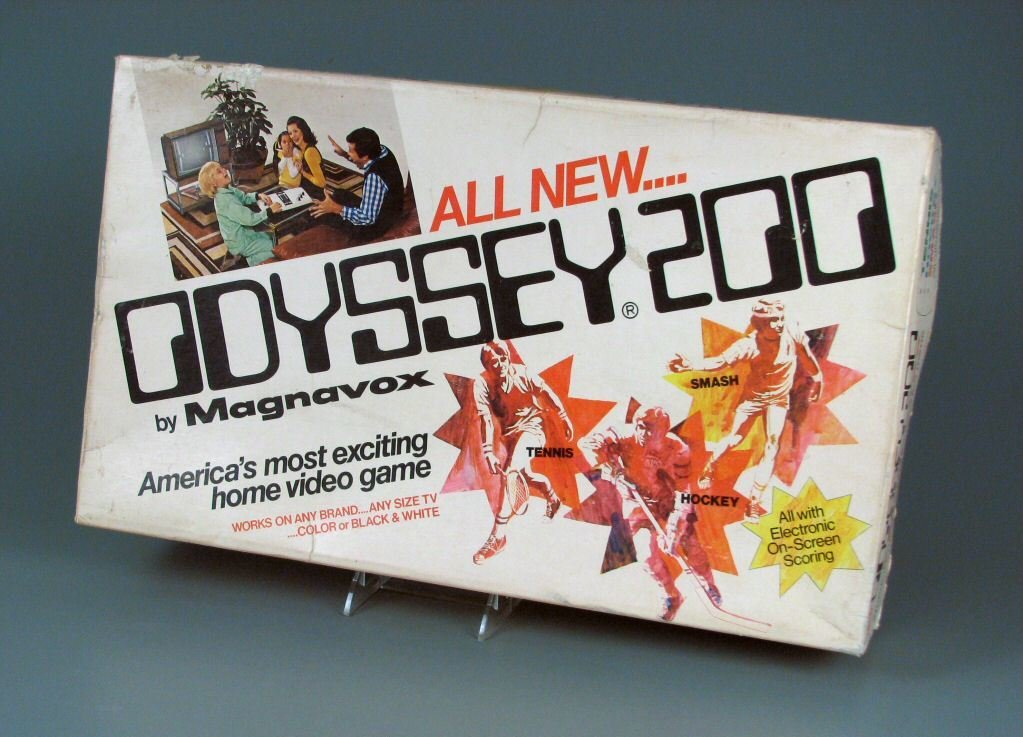 ALL NEW....
ODYSSEY® 200
by Magnavox
America's most exciting
home video game
WORKS ON ANY BRAND....ANY SIZE TV
....COLOR or BLACK & WHITE
TENNIS
SMASH
HOCKEY
All with
Electronic
On-Screen
Scoring